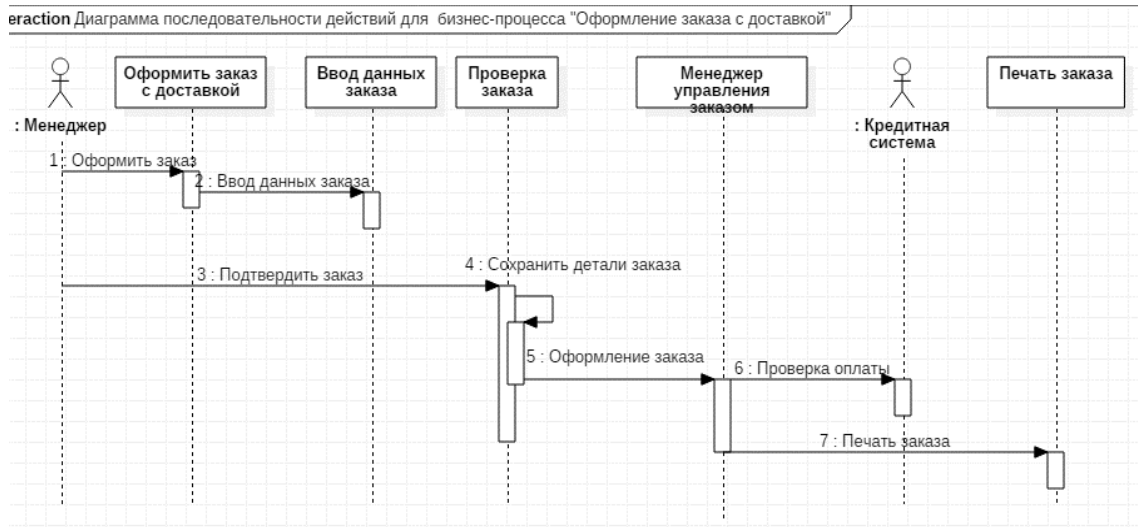 eraction Диаграмма последовательности действий для бизнес-процесса "Оформление заказа с доставкой"
Оформить заказ
с доставкой
Ввод данных
заказа
Проверка
заказа
Менеджер
управления
заказом
Печать заказа
: Менеджер
: Кредитная
система
1 : Оформить заказ
2 : Ввод данных заказа
3 : Подтвердить заказ
4 : Сохранить детали заказа
5 : Оформление заказа
6 : Проверка оплаты
7 : Печать заказа